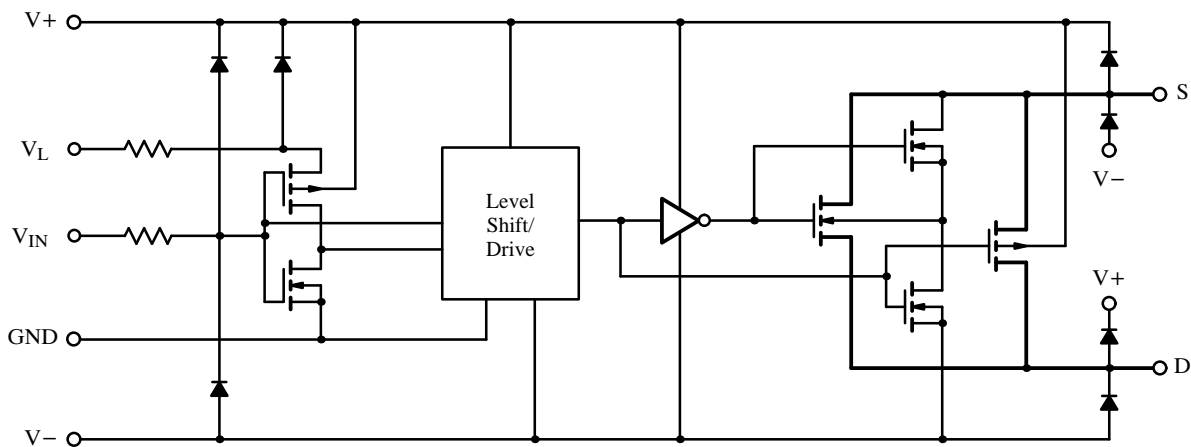 V+
S
V_L
V−
Level
Shift/
Drive
V_IN
V+
GND
D
V−